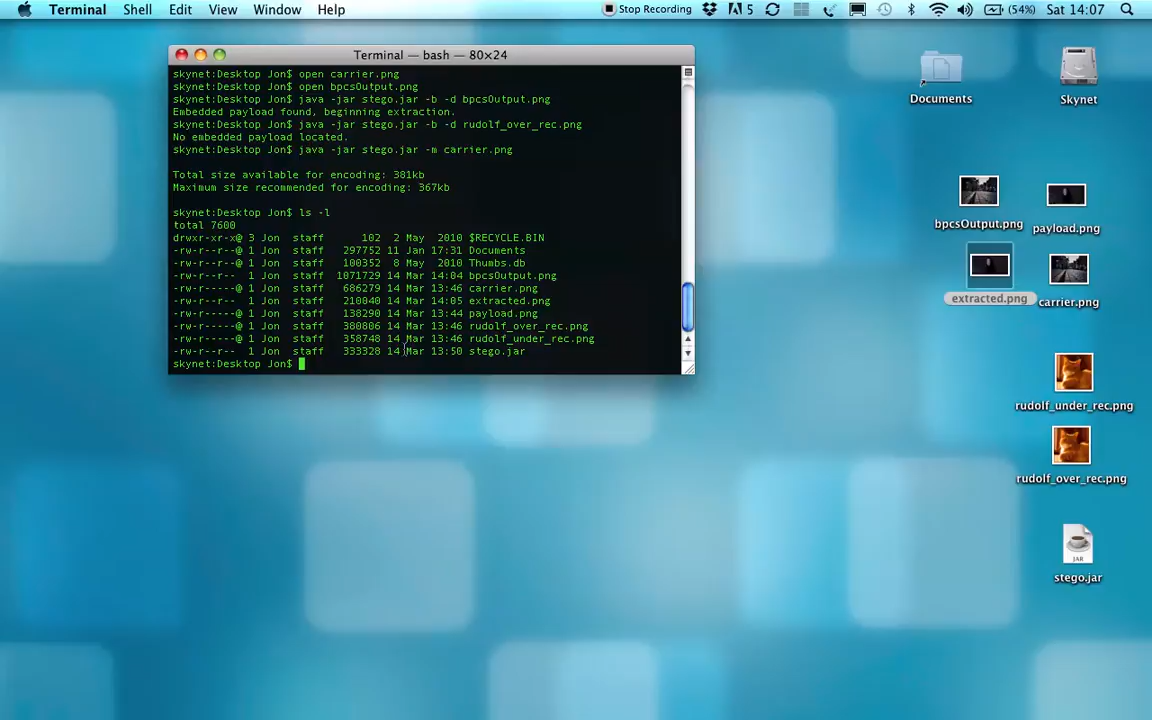 Terminal Shell Edit View Window Help Stop Recording 5 (54%) Sat 14:07
Terminal — bash — 80×24
skynet:Desktop Jon$ open carrier.png
skynet:Desktop Jon$ open bpcsOutput.png
skynet:Desktop Jon$ java -jar stego.jar -b -d bpcsOutput.png
Embedded payload found, beginning extraction.
skynet:Desktop Jon$ java -jar stego.jar -b -d rudolf_over_rec.png
No embedded payload located.
skynet:Desktop Jon$ java -jar stego.jar -m carrier.png
Total size available for encoding: 381kb
Maximum size recommended for encoding: 367kb
skynet:Desktop Jon$ ls -l
total 7600
drwxr-xr-x@ 3 Jon staff 102 2 May 2010 $RECYCLE.BIN
-rw-r--r--@ 1 Jon staff 297752 11 Jan 17:31 Documents
-rw-r--r--@ 1 Jon staff 100352 8 May 2010 Thumbs.db
-rw-r--r--@ 1 Jon staff 1071729 14 Mar 14:04 bpcsOutput.png
-rw-r-----@ 1 Jon staff 686279 14 Mar 13:46 carrier.png
-rw-r--r-- 1 Jon staff 210040 14 Mar 14:05 extracted.png
-rw-r-----@ 1 Jon staff 138290 14 Mar 13:44 payload.png
-rw-r-----@ 1 Jon staff 380806 14 Mar 13:46 rudolf_over_rec.png
-rw-r-----@ 1 Jon staff 358748 14 Mar 13:46 rudolf_under_rec.png
-rw-r--r-- 1 Jon staff 333328 14 Mar 13:50 stego.jar
skynet:Desktop Jon$
Documents
Skynet
bpcsOutput.png
payload.png
extracted.png
carrier.png
rudolf_under_rec.png
rudolf_over_rec.png
JAR
stego.jar